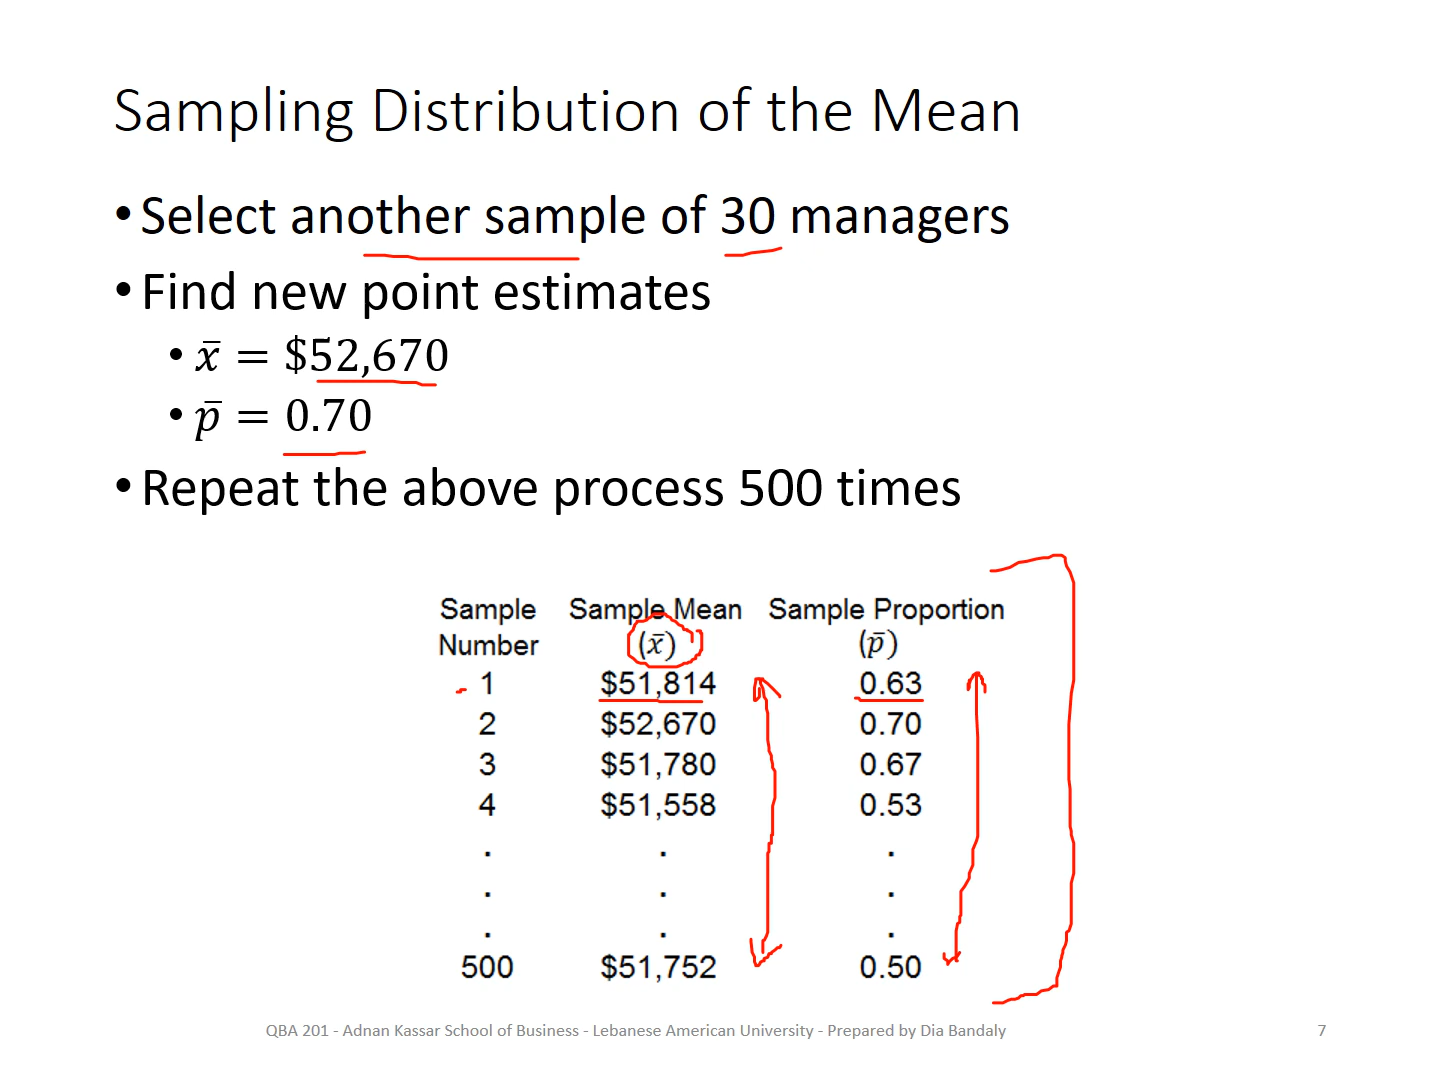 Sampling Distribution of the Mean
• Select another sample of 30 managers
• Find new point estimates
• x̄ = $52,670
• p̄ = 0.70
• Repeat the above process 500 times
Sample Sample Mean Sample Proportion
Number (x̄) (p̄)
1 $51,814 0.63
2 $52,670 0.70
3 $51,780 0.67
4 $51,558 0.53
. . .
. . .
. . .
500 $51,752 0.50
QBA 201 - Adnan Kassar School of Business - Lebanese American University - Prepared by Dia Bandaly 7